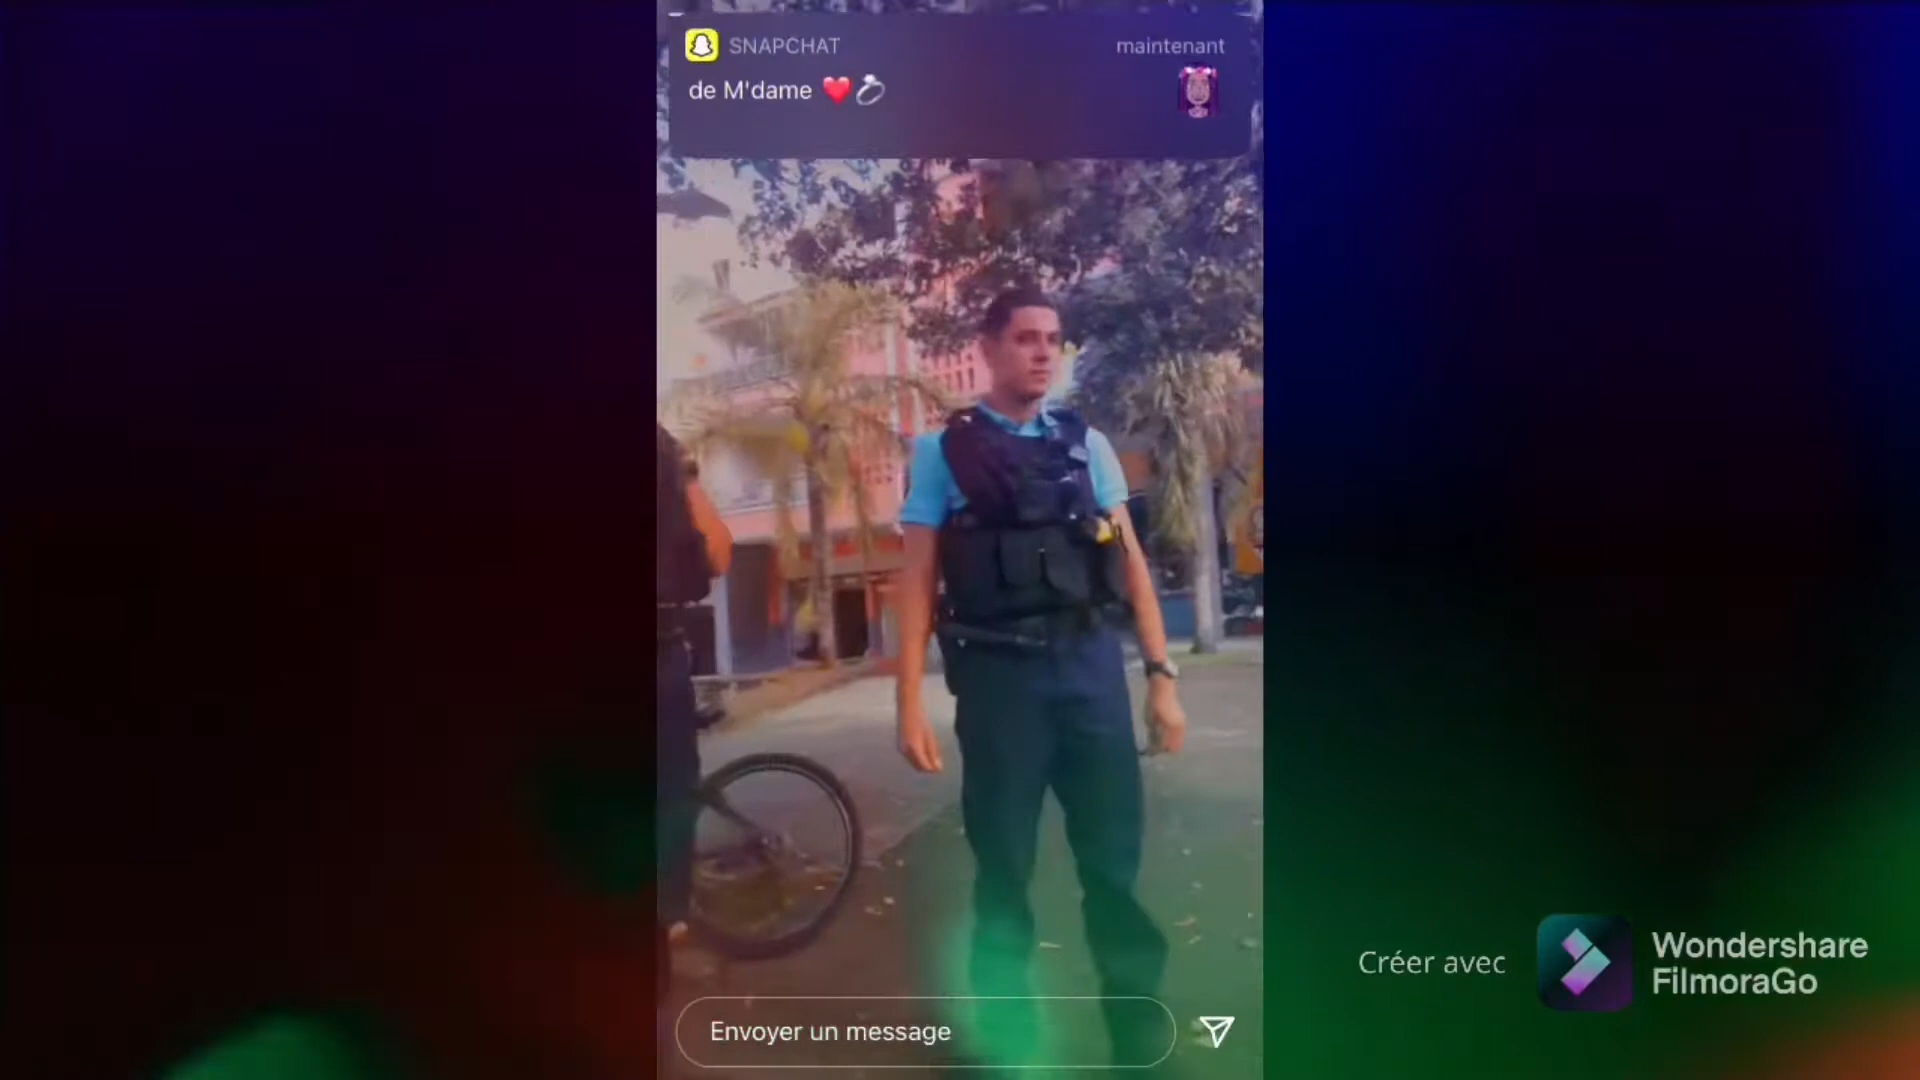 SNAPCHAT
maintenant
de M'dame ❤️💍
Envoyer un message
Créer avec
Wondershare
FilmoraGo